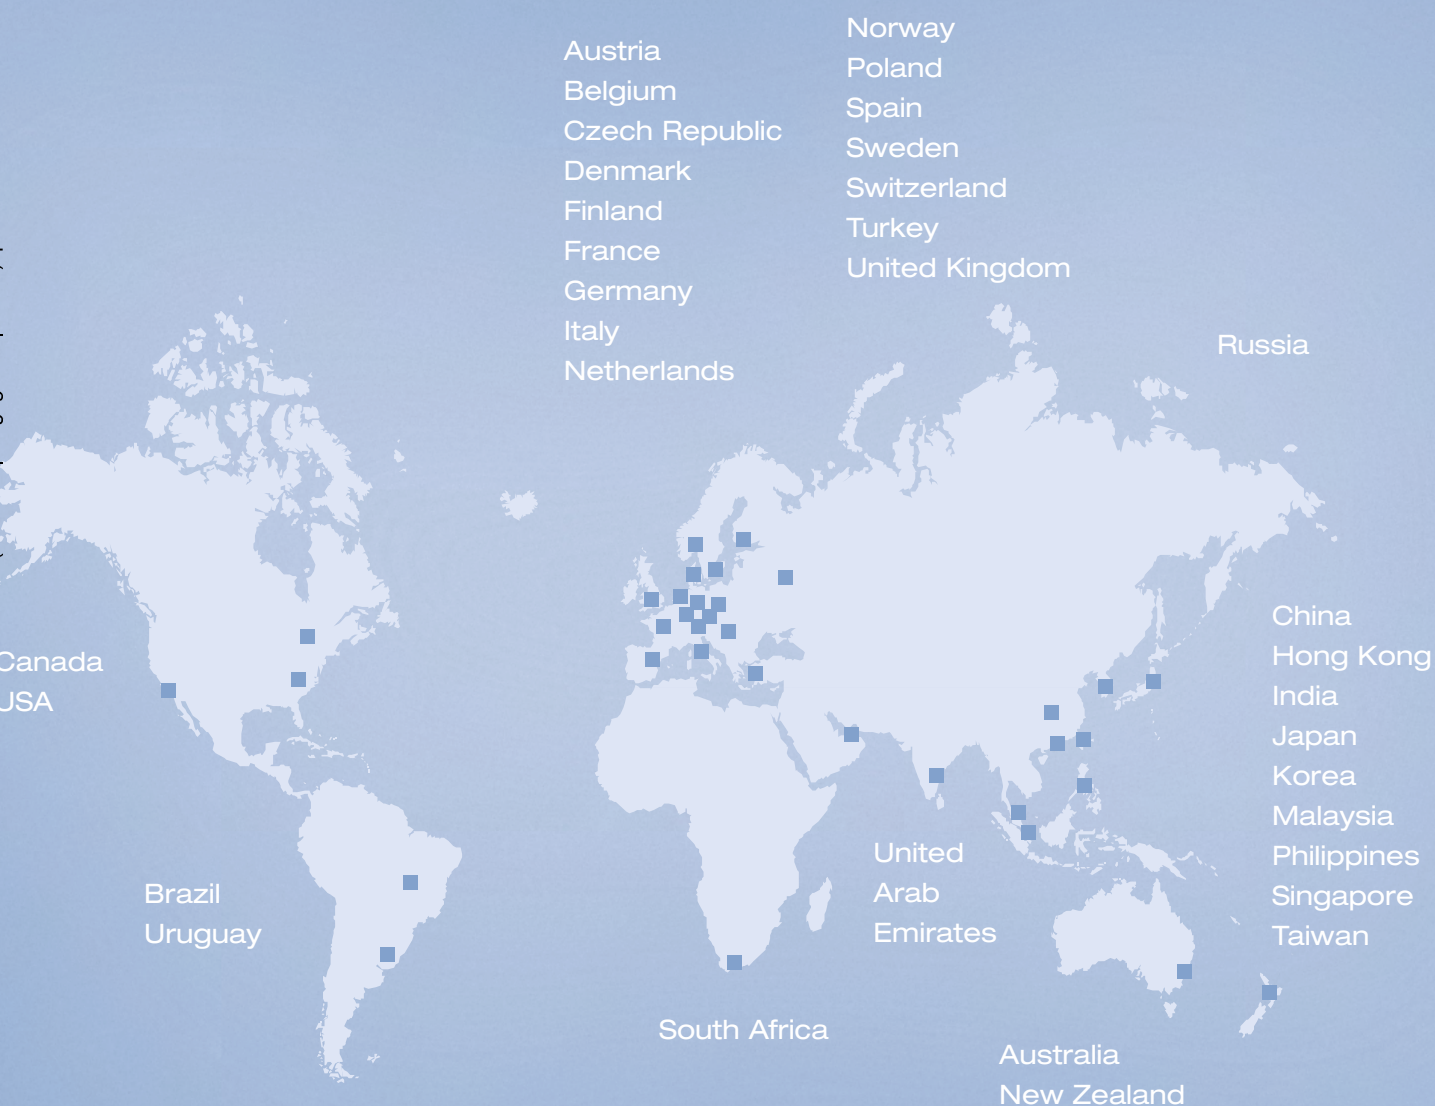 Austria
Belgium
Czech Republic
Denmark
Finland
France
Germany
Italy
Netherlands
Norway
Poland
Spain
Sweden
Switzerland
Turkey
United Kingdom
Russia
Canada
USA
China
Hong Kong
India
Japan
Korea
Malaysia
Philippines
Singapore
Taiwan
Brazil
Uruguay
United
Arab
Emirates
South Africa
Australia
New Zealand